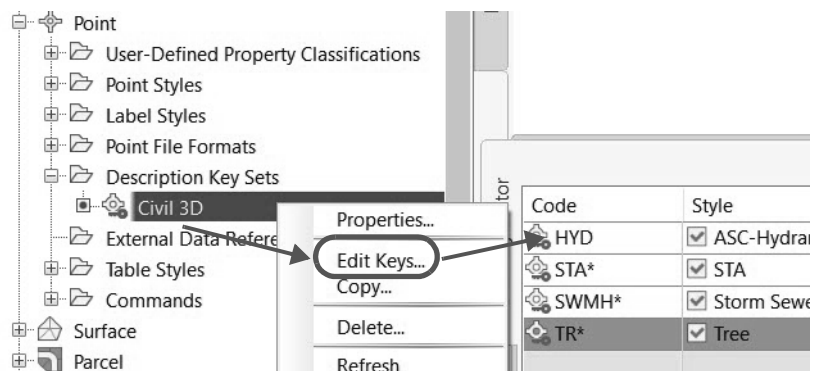 Point
User-Defined Property Classifications
Point Styles
Label Styles
Point File Formats
Description Key Sets
Civil 3D
External Data Refere
Table Styles
Commands
Surface
Parcel
Properties...
Edit Keys...
Copy...
Delete...
Refresh
tor
Code Style
HYD ASC-Hydran
STA* STA
SWMH* Storm Sewe
TR* Tree